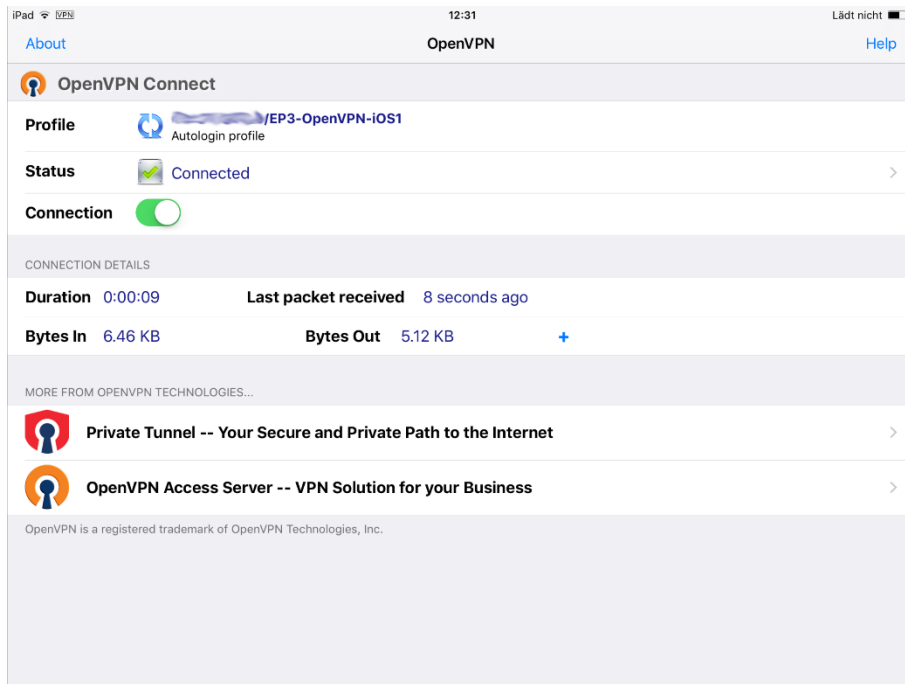 iPad VPN 12:31 Lädt nicht
About OpenVPN Help
OpenVPN Connect
Profile /EP3-OpenVPN-iOS1
Autologin profile
Status Connected
Connection
CONNECTION DETAILS
Duration 0:00:09 Last packet received 8 seconds ago
Bytes In 6.46 KB Bytes Out 5.12 KB +
MORE FROM OPENVPN TECHNOLOGIES...
Private Tunnel -- Your Secure and Private Path to the Internet
OpenVPN Access Server -- VPN Solution for your Business
OpenVPN is a registered trademark of OpenVPN Technologies, Inc.